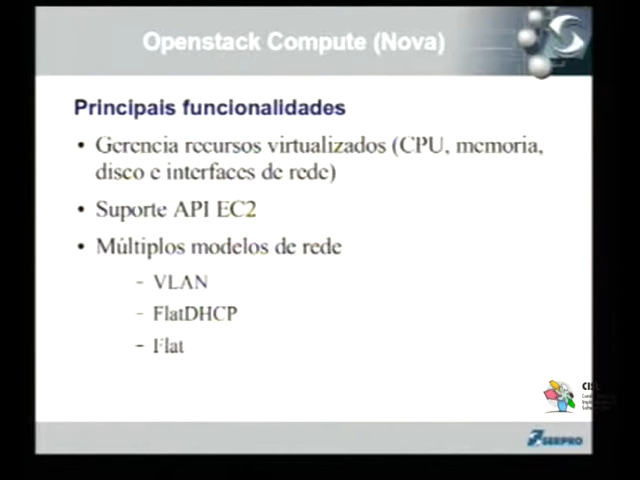 Openstack Compute (Nova)
Principais funcionalidades
• Gerencia recursos virtualizados (CPU, memoria,
disco e interfaces de rede)
• Suporte API EC2
• Múltiplos modelos de rede
– VLAN
– FlatDHCP
– Flat
SERPRO